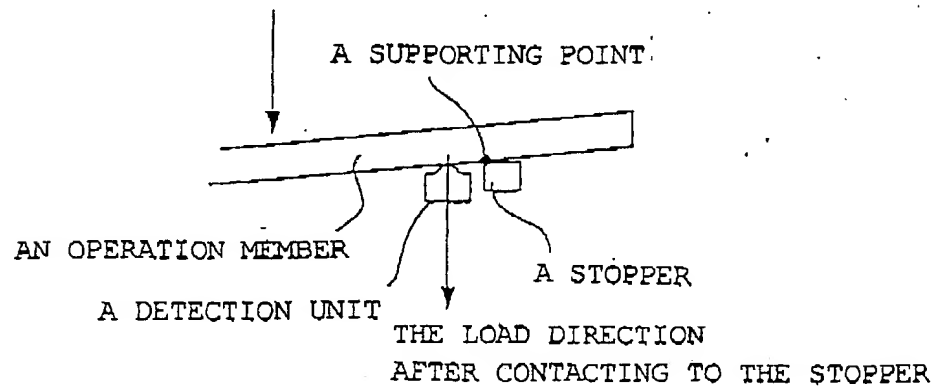 A SUPPORTING POINT
AN OPERATION MEMBER
A STOPPER
A DETECTION UNIT
THE LOAD DIRECTION
AFTER CONTACTING TO THE STOPPER